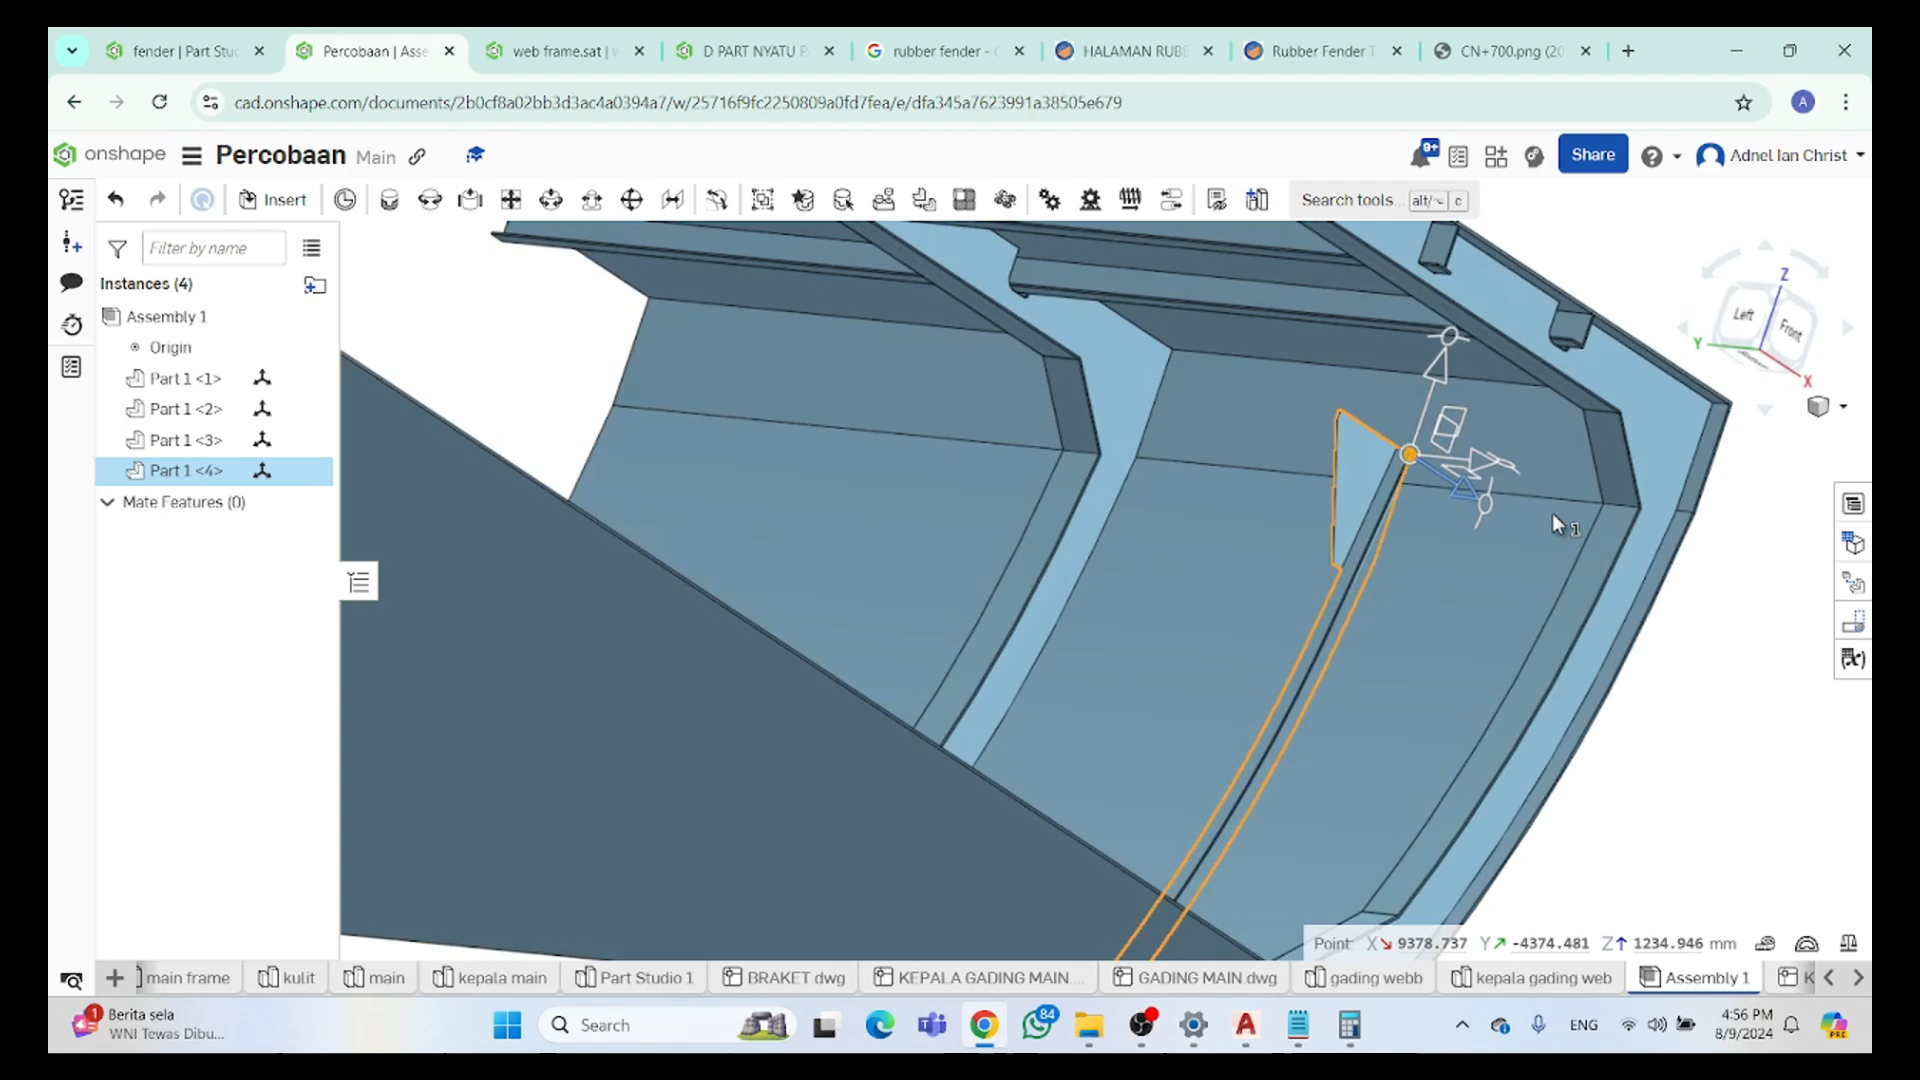 fender | Part Stu
Percobaan | Asse
web frame.sat |
D PART NYATU P
rubber fender -
HALAMAN RUB
Rubber Fender T
CN+700.png (20
cad.onshape.com/documents/2b0cf8a02bb3d3ac4a0394a7/w/25716f9fc2250809a0fd7fea/e/dfa345a7623991a38505e679
A
onshape
Percobaan Main
9+
Share
Adnel Ian Christ
Insert
Search tools... alt/⌥ c
Filter by name
Instances (4)
Assembly 1
Origin
Part 1 <1>
Part 1 <2>
Part 1 <3>
Part 1 <4>
Mate Features (0)
Z
Left
Front
Y
X
1
Point: X 9378.737 Y -4374.481 Z 1234.946 mm
main frame
kulit
main
kepala main
Part Studio 1
BRAKET dwg
KEPALA GADING MAIN....
GADING MAIN.dwg
gading webb
kepala gading web
Assembly 1
K
1
Berita sela
WNI Tewas Dibu...
Search
84
ENG
4:56 PM
8/9/2024
PRE